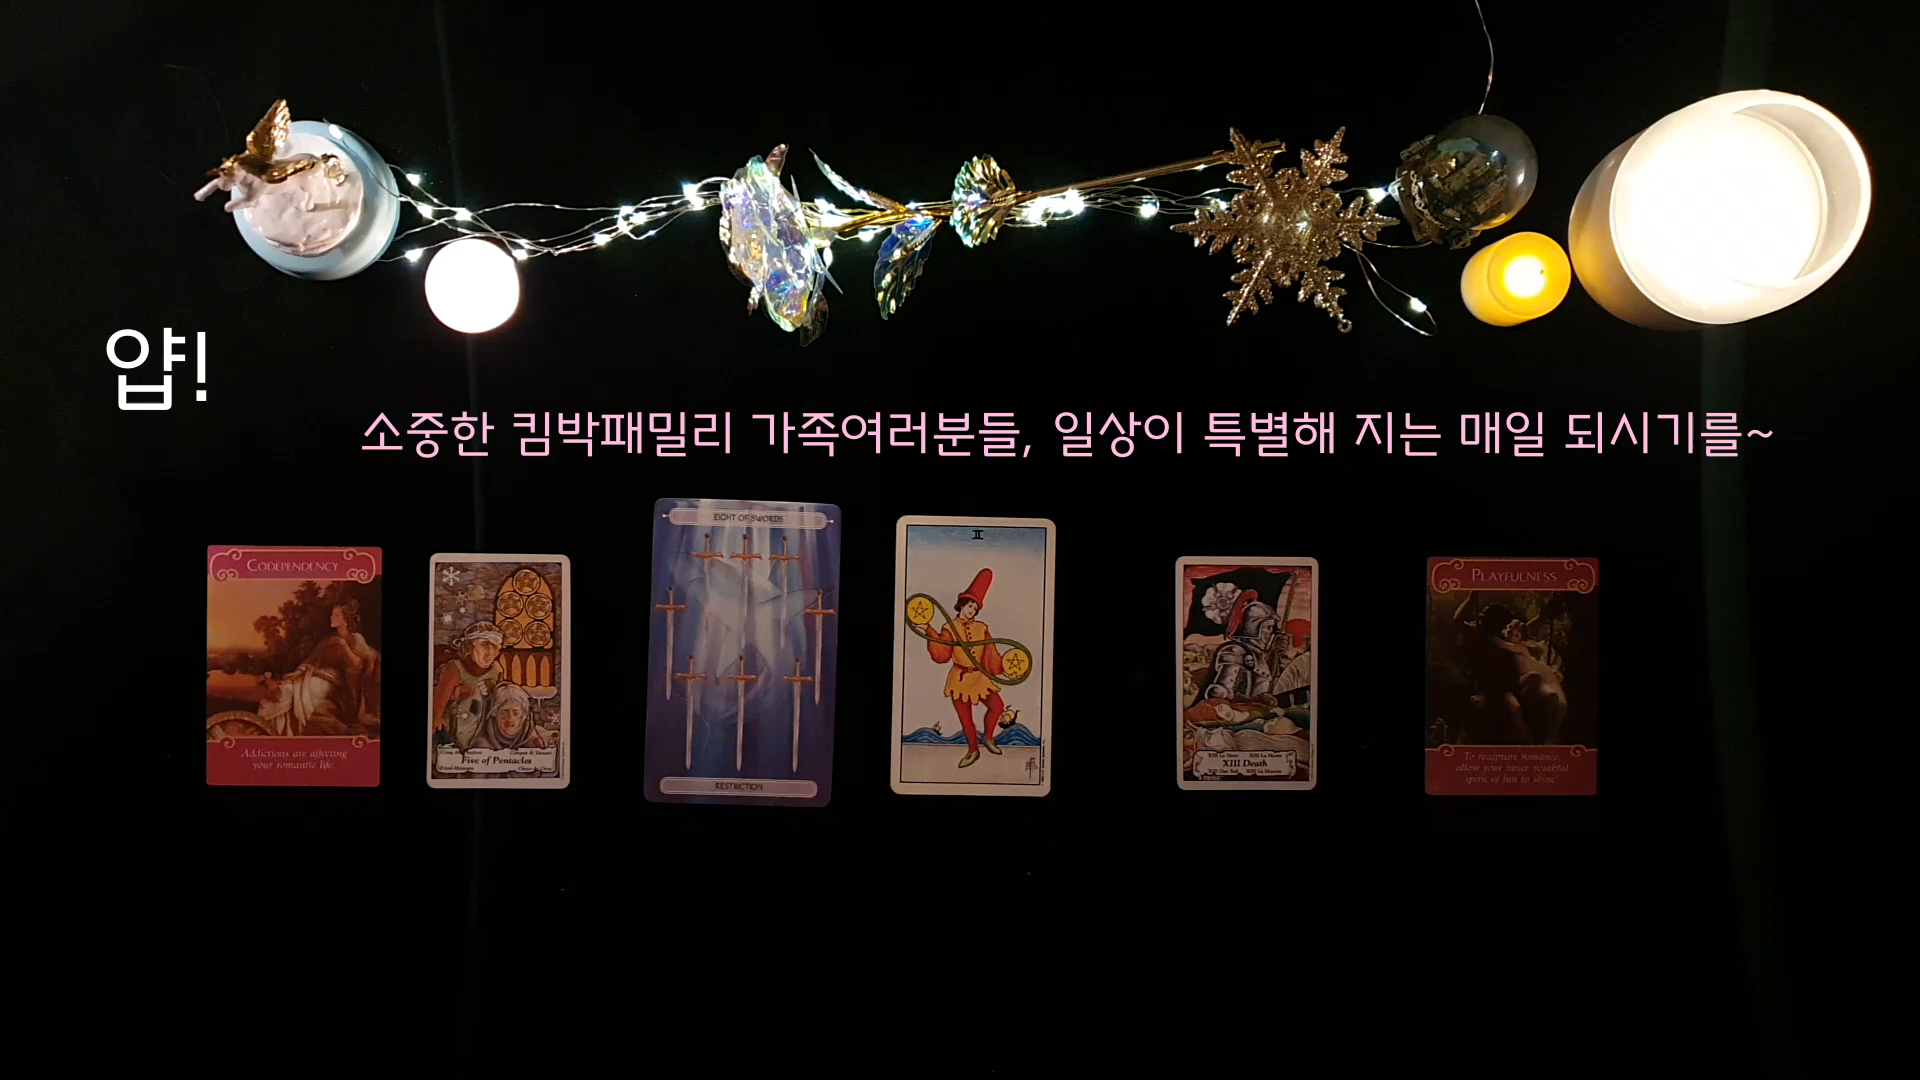 얍!
소중한 킴박패밀리 가족여러분들, 일상이 특별해 지는 매일 되시기를~
CODEPENDENCY
Addictions are affecting
your romantic life.
Five of Pentacles
EIGHT OF SWORDS
RESTRICTION
II
XIII Death
PLAYFULNESS
To recapture romance,
allow your inner youthful
spirit of fun to shine!